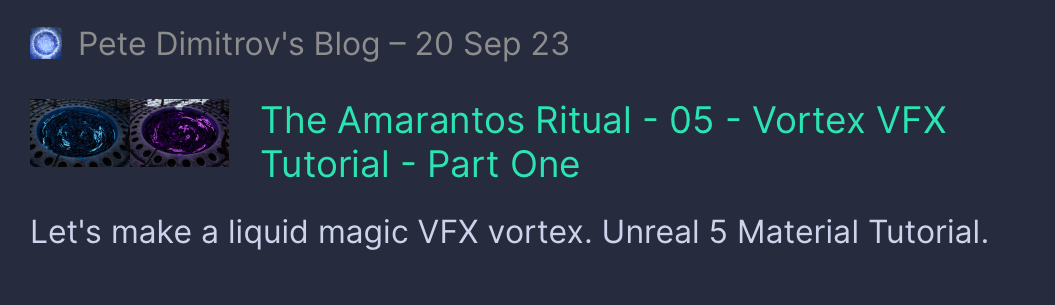 Pete Dimitrov's Blog – 20 Sep 23
The Amarantos Ritual - 05 - Vortex VFX
Tutorial - Part One
Let's make a liquid magic VFX vortex. Unreal 5 Material Tutorial.